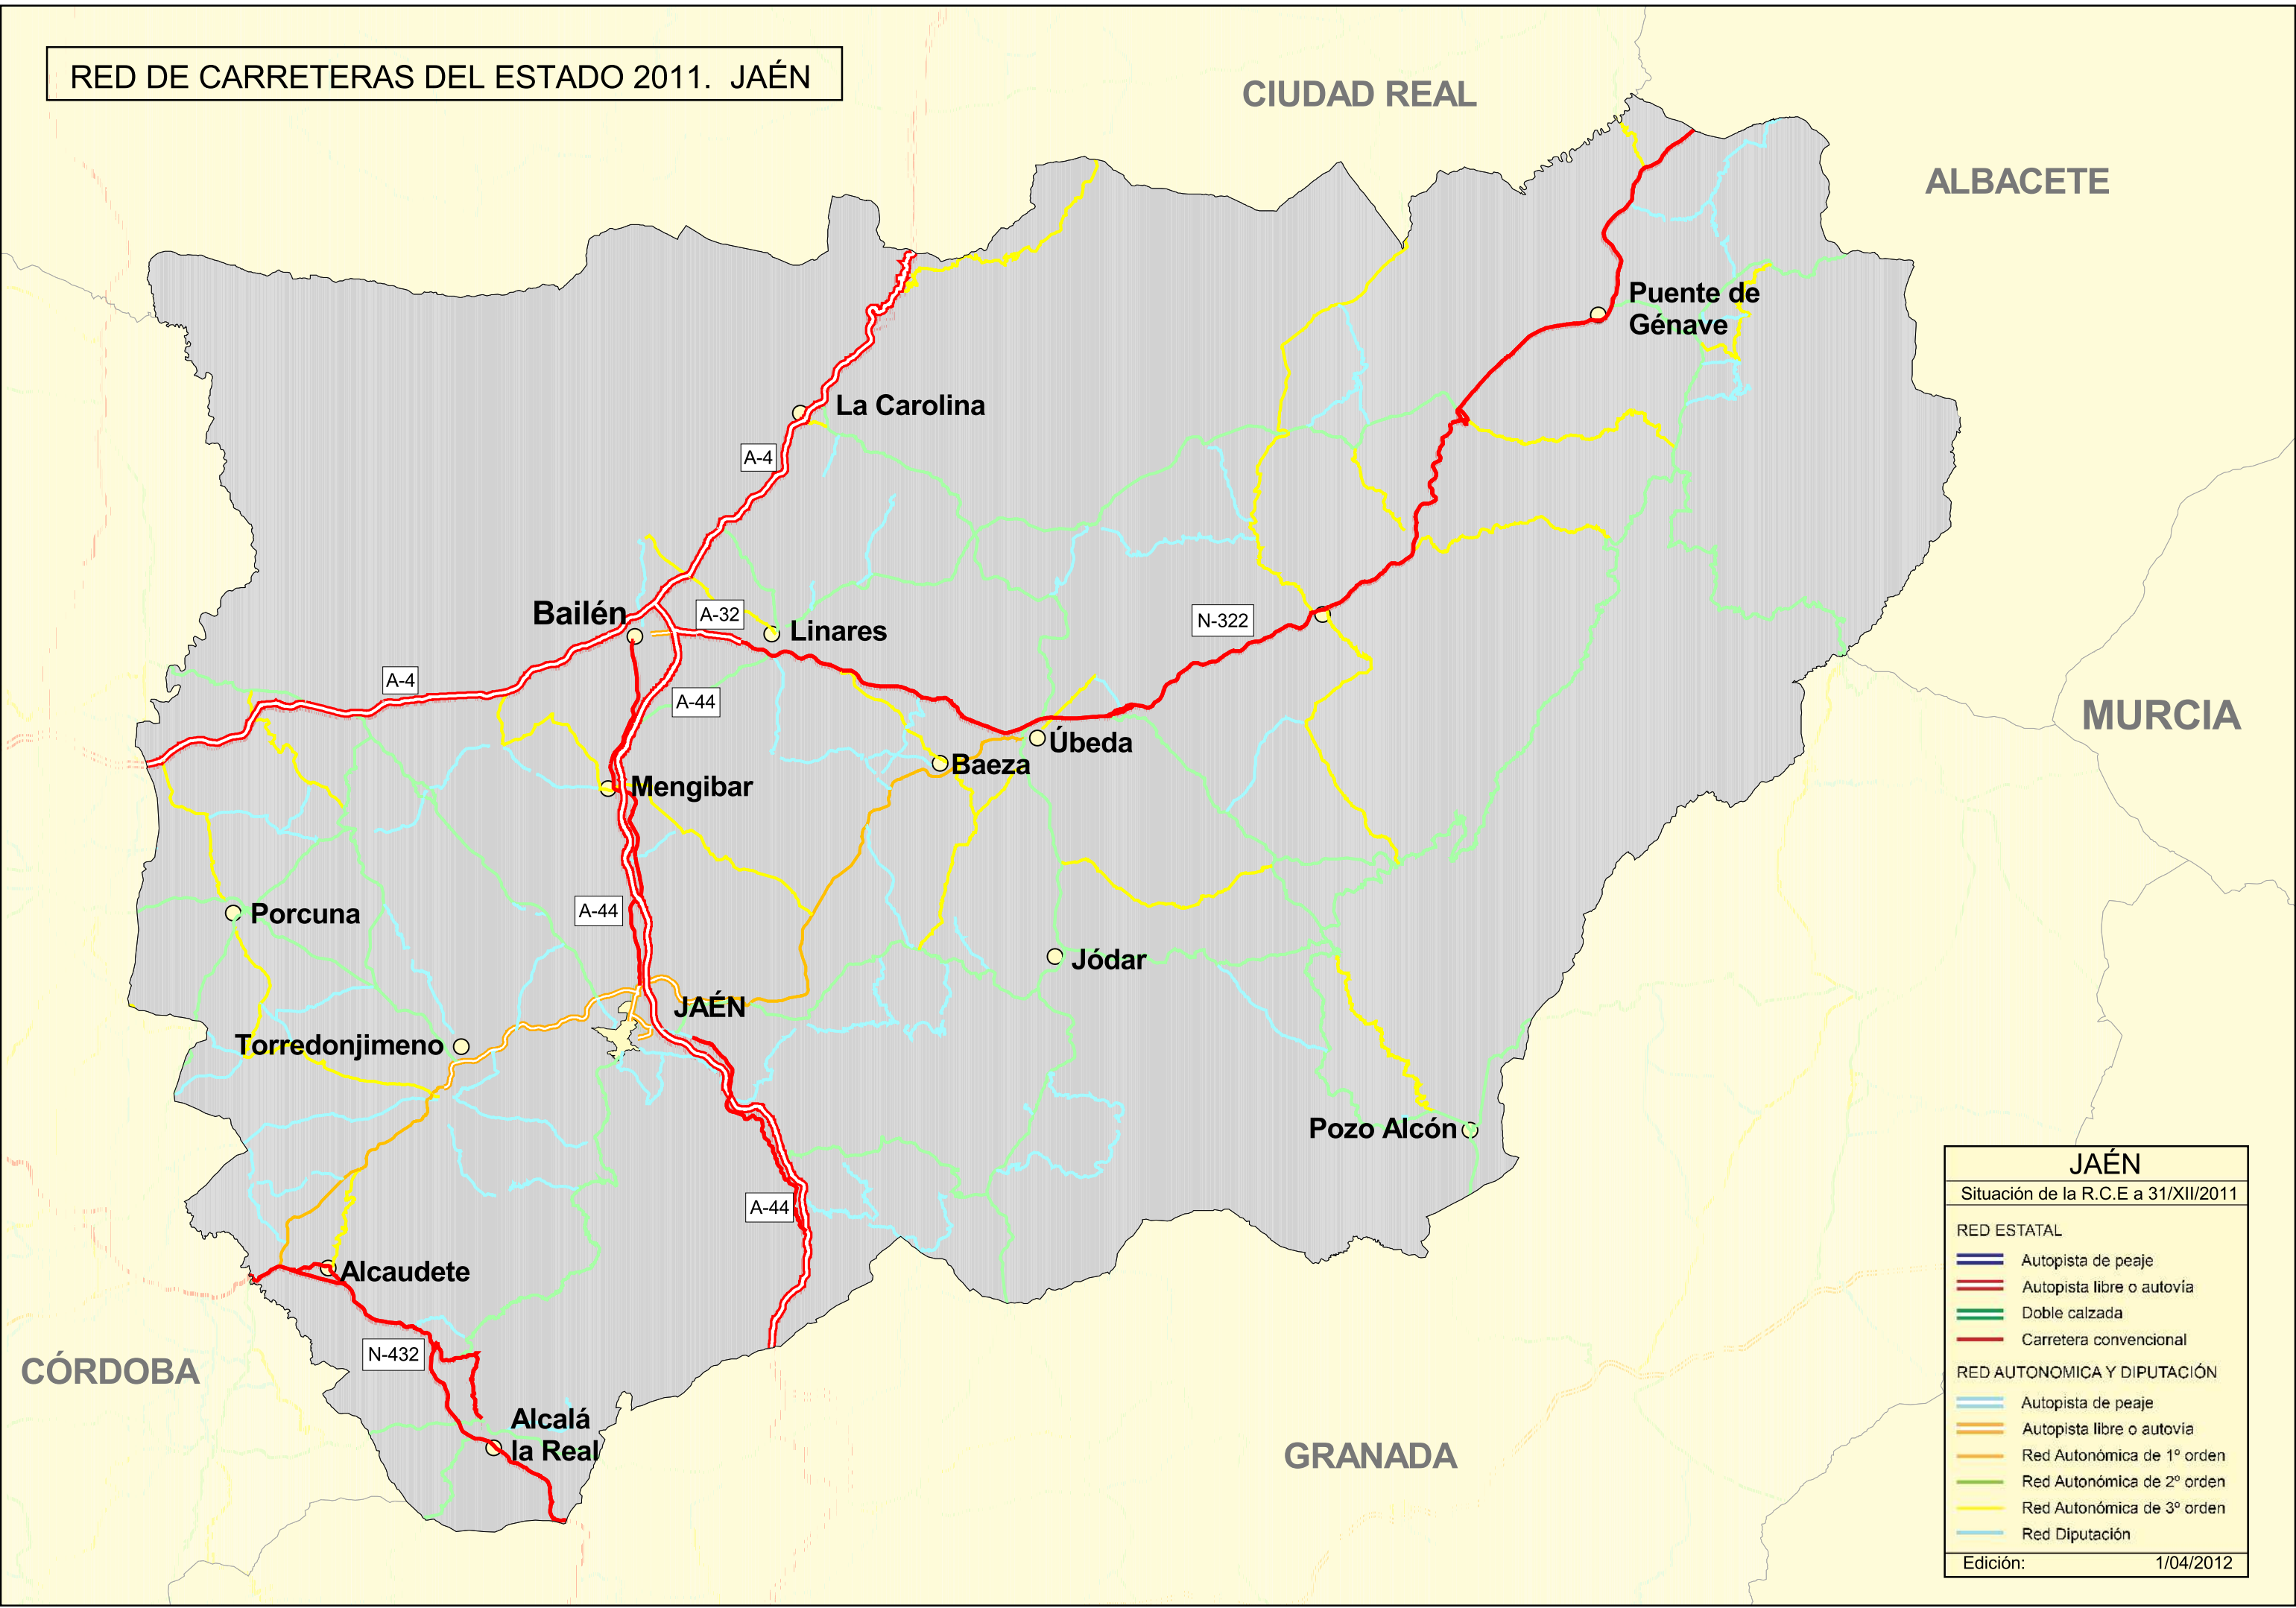 RED DE CARRETERAS DEL ESTADO 2011. JAÉN
CIUDAD REAL
ALBACETE
Puente de
Génave
La Carolina
A-4
Bailén
A-32
Linares
N-322
A-4
A-44
MURCIA
Úbeda
Baeza
Mengibar
A-44
Porcuna
Jódar
JAÉN
Torredonjimeno
Pozo Alcón
A-44
Alcaudete
N-432
CÓRDOBA
Alcalá
la Real
GRANADA
JAÉN
Situación de la R.C.E a 31/XII/2011
RED ESTATAL
Autopista de peaje
Autopista libre o autovía
Doble calzada
Carretera convencional
RED AUTONOMICA Y DIPUTACIÓN
Autopista de peaje
Autopista libre o autovía
Red Autonómica de 1º orden
Red Autonómica de 2º orden
Red Autonómica de 3º orden
Red Diputación
Edición: 1/04/2012